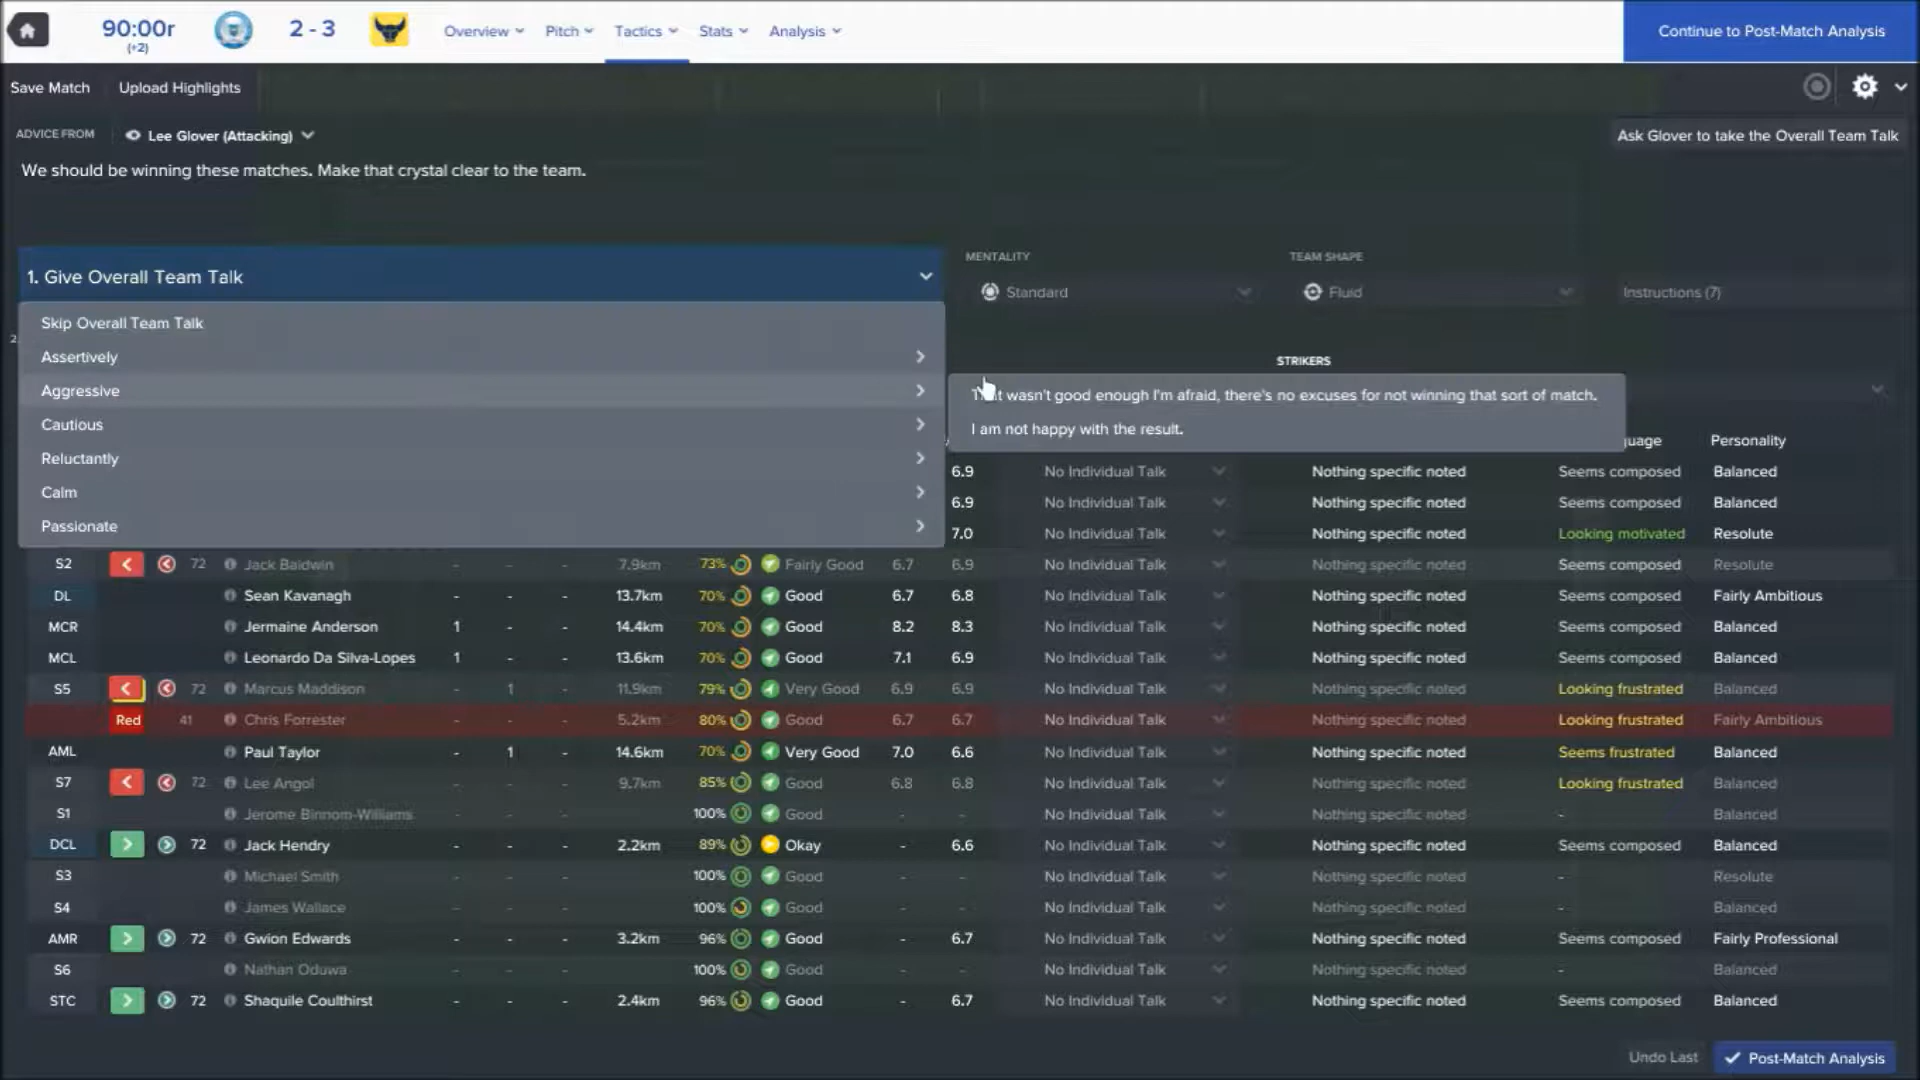 90:00r
(+2)
2 - 3
Overview
Pitch
Tactics
Stats
Analysis
Continue to Post-Match Analysis
Save Match
Upload Highlights
ADVICE FROM
Lee Glover (Attacking)
Ask Glover to take the Overall Team Talk
We should be winning these matches. Make that crystal clear to the team.
1. Give Overall Team Talk
MENTALITY
TEAM SHAPE
Standard
Fluid
Instructions (7)
Skip Overall Team Talk
Assertively
Aggressive
Cautious
Reluctantly
Calm
Passionate
STRIKERS
wasn't good enough I'm afraid, there's no excuses for not winning that sort of match.
I am not happy with the result.
Personality
6.9 No Individual Talk Nothing specific noted Seems composed Balanced
6.9 No Individual Talk Nothing specific noted Seems composed Balanced
7.0 No Individual Talk Nothing specific noted Looking motivated Resolute
S2 72 Jack Baldwin - - - 7.9km 73% Fairly Good 6.7 6.9 No Individual Talk Nothing specific noted Seems composed Resolute
DL Sean Kavanagh - - - 13.7km 70% Good 6.7 6.8 No Individual Talk Nothing specific noted Seems composed Fairly Ambitious
MCR Jermaine Anderson 1 - - 14.4km 70% Good 8.2 8.3 No Individual Talk Nothing specific noted Seems composed Balanced
MCL Leonardo Da Silva-Lopes 1 - - 13.6km 70% Good 7.1 6.9 No Individual Talk Nothing specific noted Seems composed Balanced
S5 72 Marcus Maddison - 1 - 11.9km 79% Very Good 6.9 6.9 No Individual Talk Nothing specific noted Looking frustrated Balanced
Red 41 Chris Forrester - - - 5.2km 80% Good 6.7 6.7 No Individual Talk Nothing specific noted Looking frustrated Fairly Ambitious
AML Paul Taylor - 1 - 14.6km 70% Very Good 7.0 6.6 No Individual Talk Nothing specific noted Seems frustrated Balanced
S7 72 Lee Angol - - - 9.7km 85% Good 6.8 6.8 No Individual Talk Nothing specific noted Looking frustrated Balanced
S1 Jerome Binnom-Williams - - - 100% Good - - No Individual Talk Nothing specific noted - Balanced
DCL 72 Jack Hendry - - - 2.2km 89% Okay - 6.6 No Individual Talk Nothing specific noted Seems composed Balanced
S3 Michael Smith - - - 100% Good - - No Individual Talk Nothing specific noted - Resolute
S4 James Wallace - - - 100% Good - - No Individual Talk Nothing specific noted - Balanced
AMR 72 Gwion Edwards - - - 3.2km 96% Good - 6.7 No Individual Talk Nothing specific noted Seems composed Fairly Professional
S6 Nathan Oduwa - - - 100% Good - - No Individual Talk Nothing specific noted - Balanced
STC 72 Shaquile Coulthirst - - - 2.4km 96% Good - 6.7 No Individual Talk Nothing specific noted Seems composed Balanced
Undo Last
Post-Match Analysis